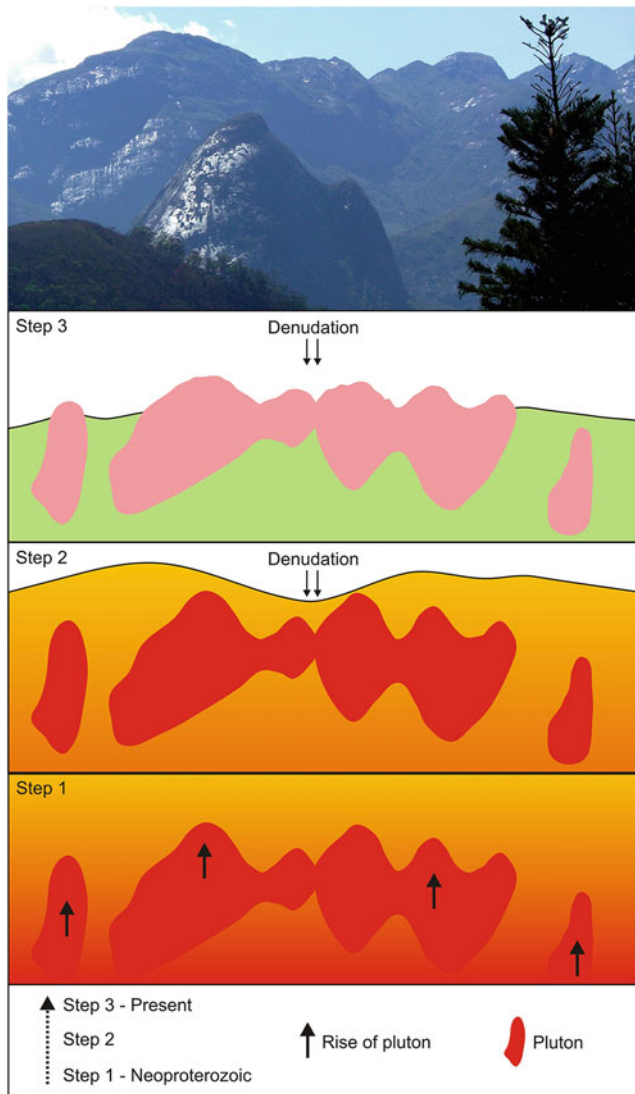 Step 3
Denudation
Step 2
Denudation
Step 1
Step 3 - Present
Step 2
Step 1 - Neoproterozoic
Rise of pluton
Pluton